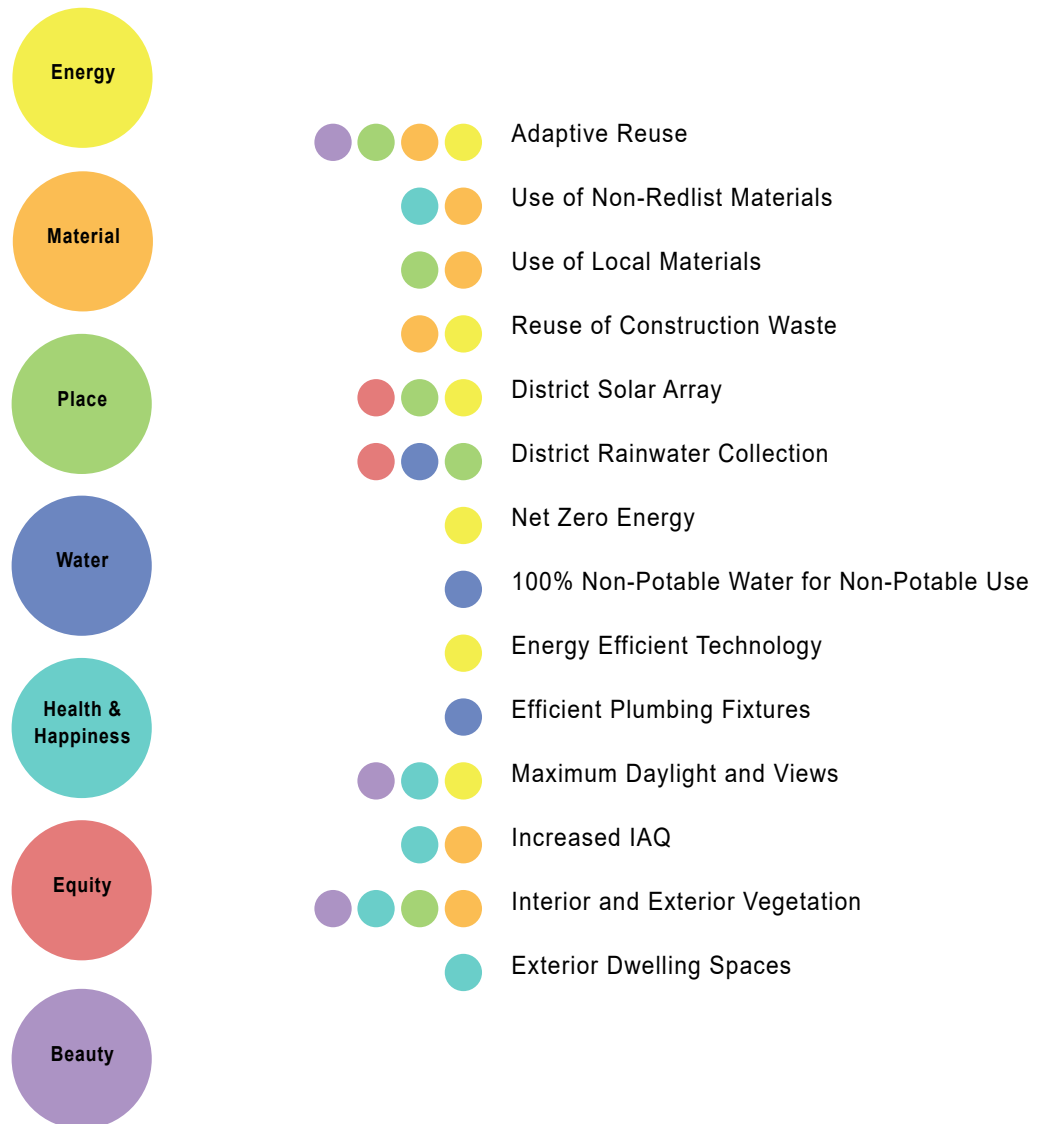 Energy
Material
Place
Water
Health &
Happiness
Equity
Beauty
Adaptive Reuse
Use of Non-Redlist Materials
Use of Local Materials
Reuse of Construction Waste
District Solar Array
District Rainwater Collection
Net Zero Energy
100% Non-Potable Water for Non-Potable Use
Energy Efficient Technology
Efficient Plumbing Fixtures
Maximum Daylight and Views
Increased IAQ
Interior and Exterior Vegetation
Exterior Dwelling Spaces